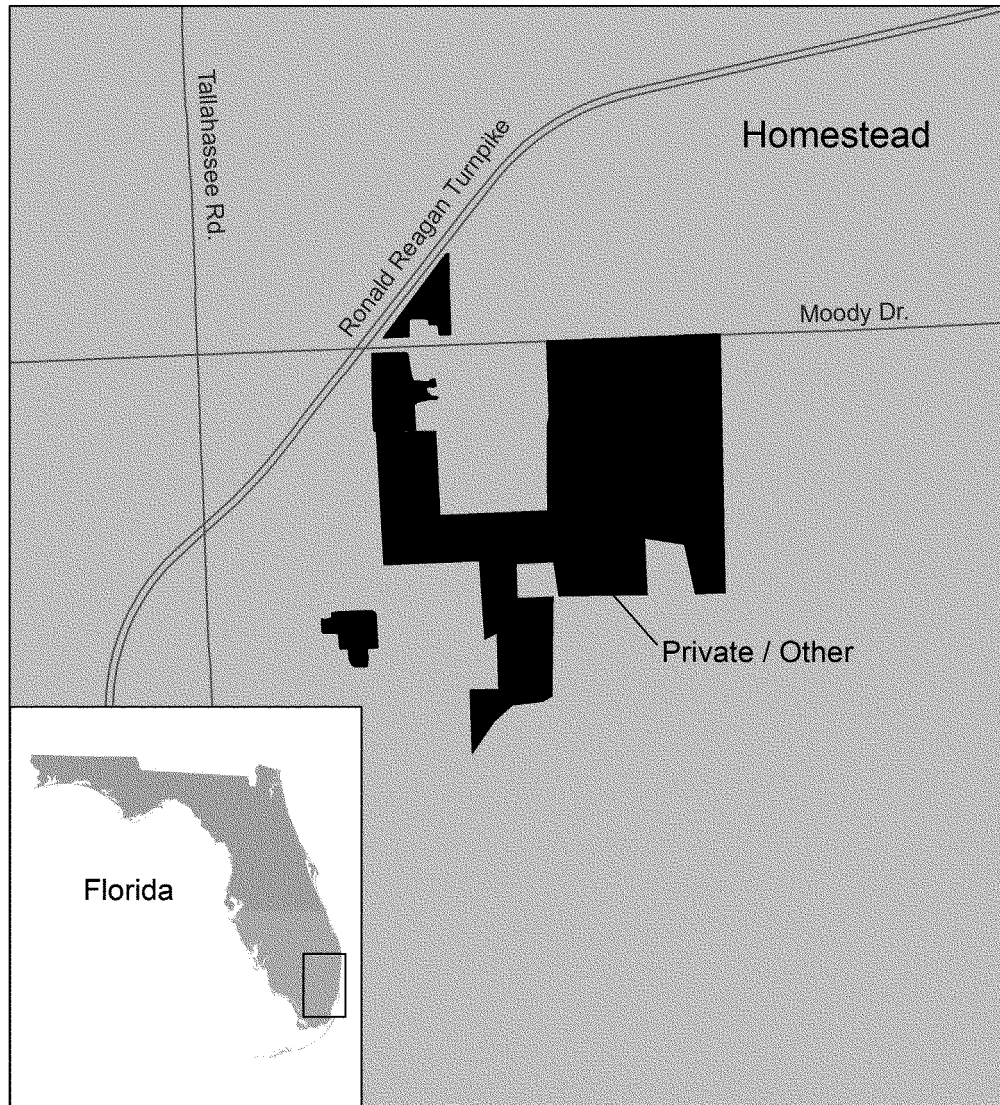 Tallahassee Rd.
Ronald Reagan Turnpike
Homestead
Moody Dr.
Private / Other
Florida